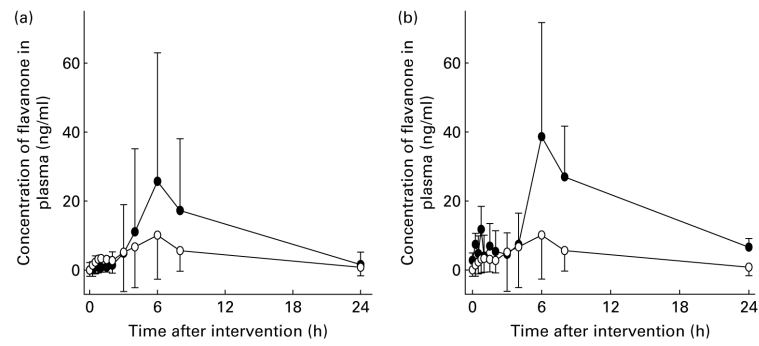 (a)
Concentration of flavanone in
plasma (ng/ml)
60
40
20
0
0 6 12 18 24
Time after intervention (h)
(b)
Concentration of flavanone in
plasma (ng/ml)
60
40
20
0
0 6 12 18 24
Time after intervention (h)